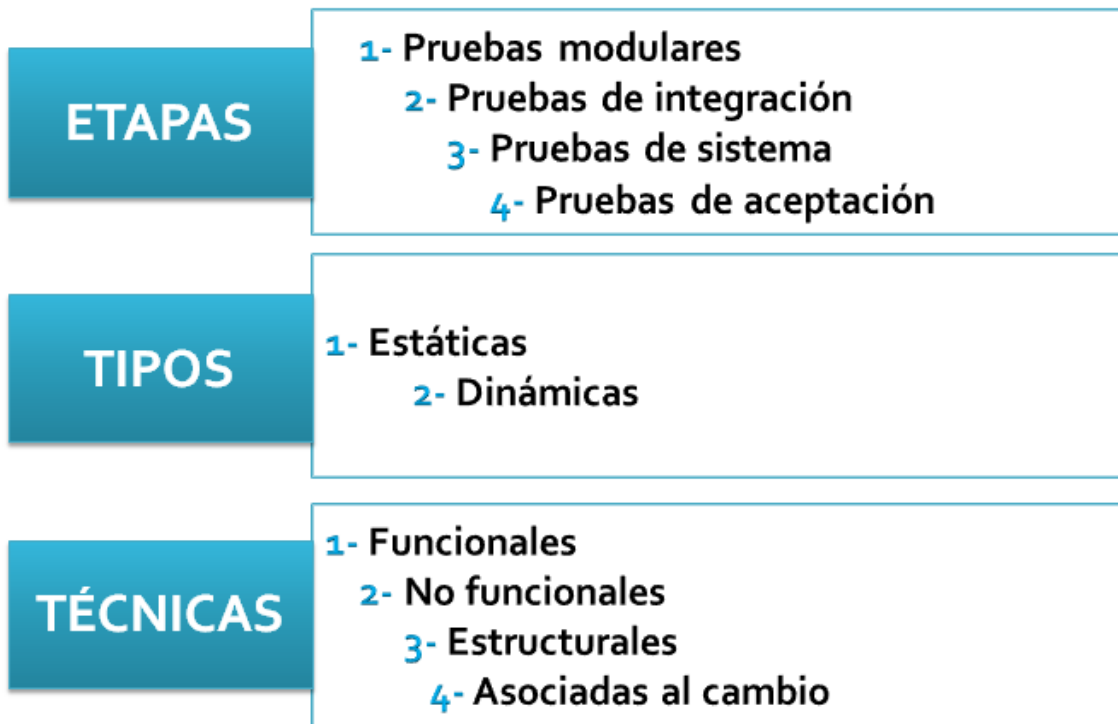 ETAPAS
1- Pruebas modulares
2- Pruebas de integración
3- Pruebas de sistema
4- Pruebas de aceptación
TIPOS
1- Estáticas
2- Dinámicas
TÉCNICAS
1- Funcionales
2- No funcionales
3- Estructurales
4- Asociadas al cambio